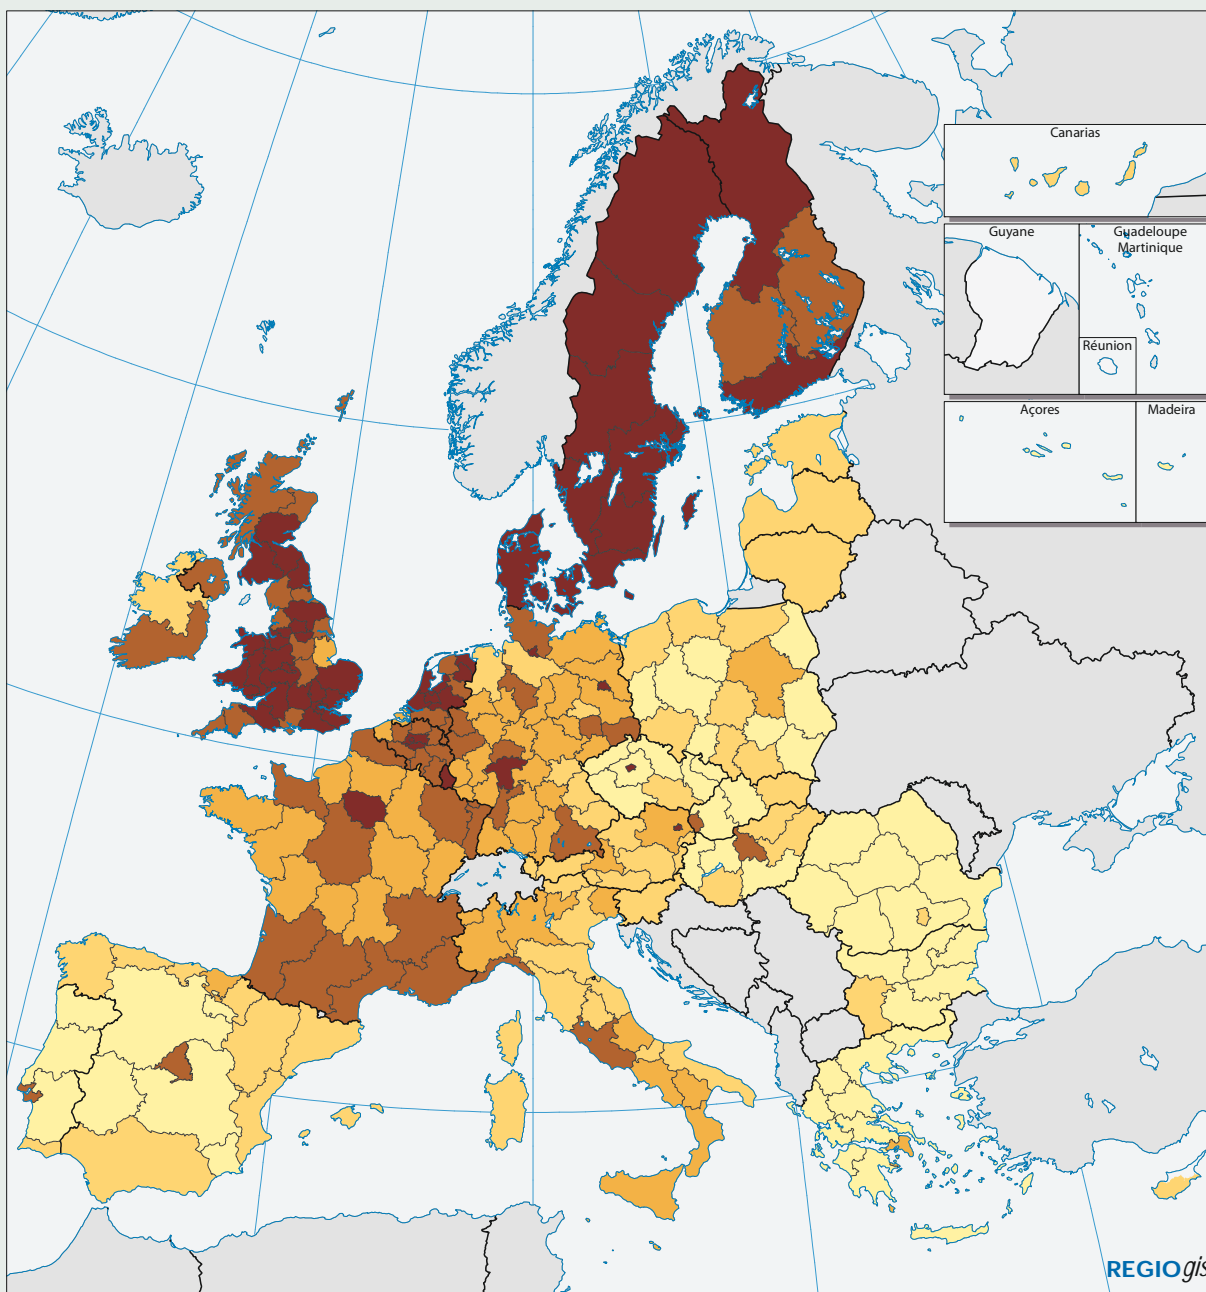 Canarias
Guyane
Guadeloupe
Martinique
Réunion
Açores
Madeira
REGIOgis